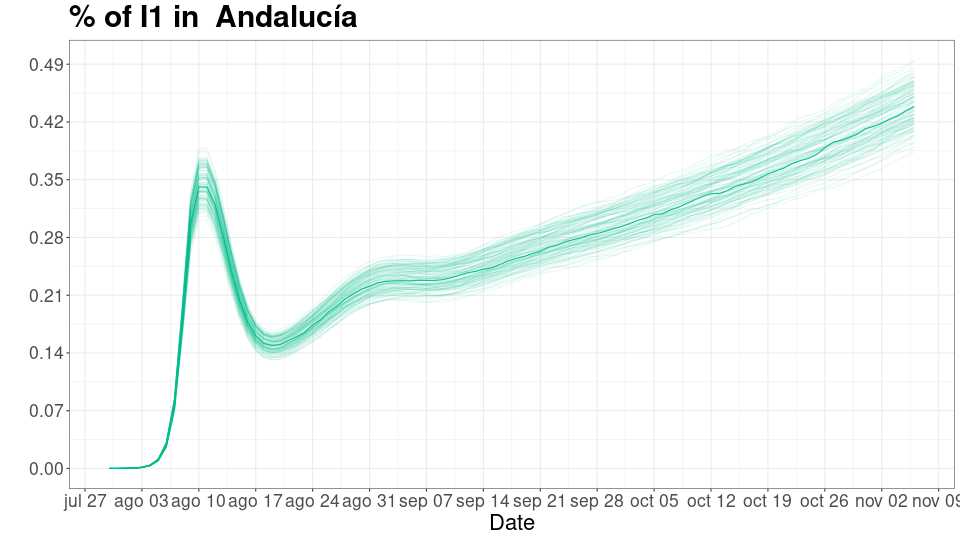 % of I1 in  Andalucía
0.49
0.42
0.35
0.28
0.21
0.14
0.07
0.00
jul 27 ago 03 ago 10 ago 17 ago 24 ago 31 sep 07 sep 14 sep 21 sep 28 oct 05 oct 12 oct 19 oct 26 nov 02 nov 09
Date